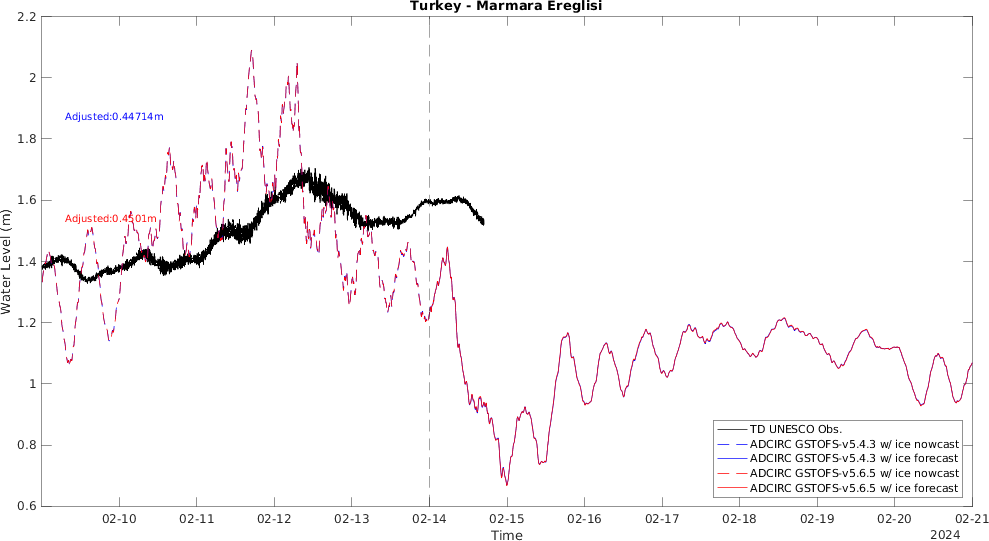 Turkey - Marmara Ereglisi
Water Level (m)
2.2
2
1.8
1.6
1.4
1.2
1
0.8
0.6
Adjusted:0.44714m
Adjusted:0.4501m
TD UNESCO Obs.
ADCIRC GSTOFS-v5.4.3 w/ ice nowcast
ADCIRC GSTOFS-v5.4.3 w/ ice forecast
ADCIRC GSTOFS-v5.6.5 w/ ice nowcast
ADCIRC GSTOFS-v5.6.5 w/ ice forecast
02-10 02-11 02-12 02-13 02-14 02-15 02-16 02-17 02-18 02-19 02-20 02-21
Time
2024